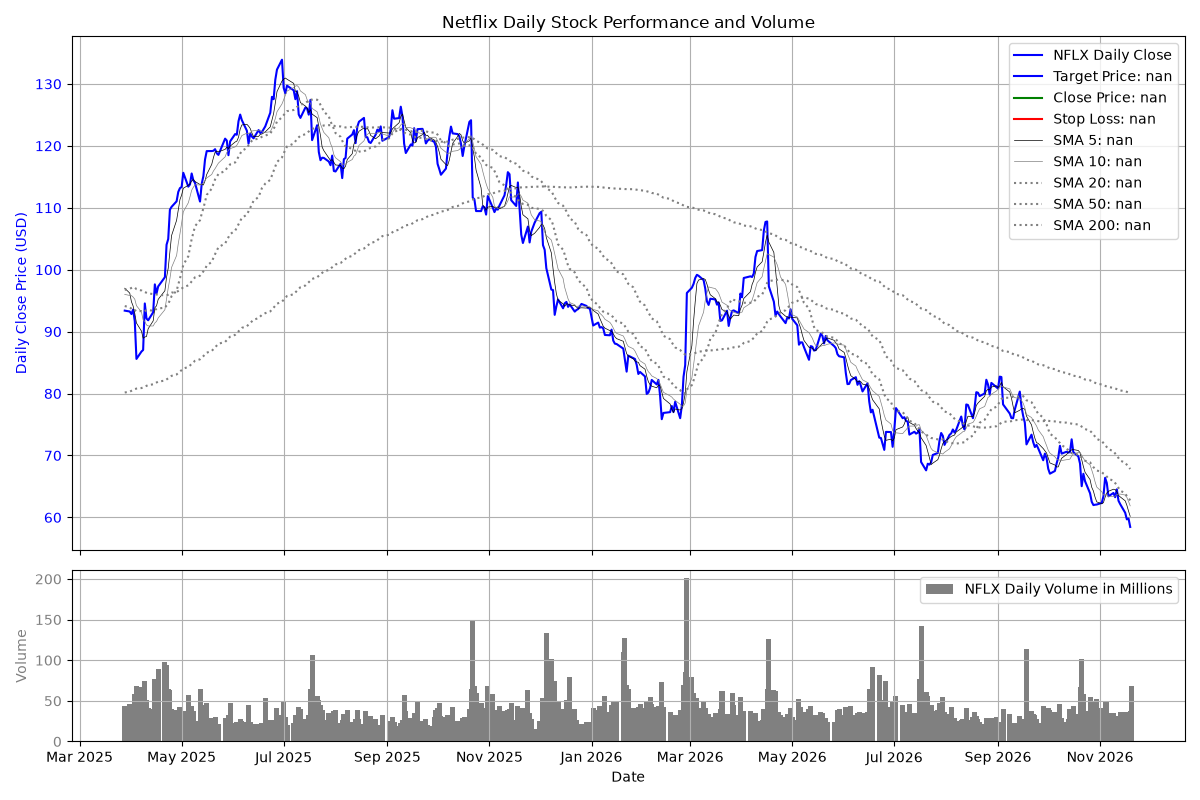 Netflix Daily Stock Performance and Volume
NFLX Daily Close
Target Price: nan
Close Price: nan
Stop Loss: nan
SMA 5: nan
SMA 10: nan
SMA 20: nan
SMA 50: nan
SMA 200: nan
Daily Close Price (USD)
130
120
110
100
90
80
70
60
NFLX Daily Volume in Millions
Volume
200
150
100
50
0
Mar 2025 May 2025 Jul 2025 Sep 2025 Nov 2025 Jan 2026 Mar 2026 May 2026 Jul 2026 Sep 2026 Nov 2026
Date